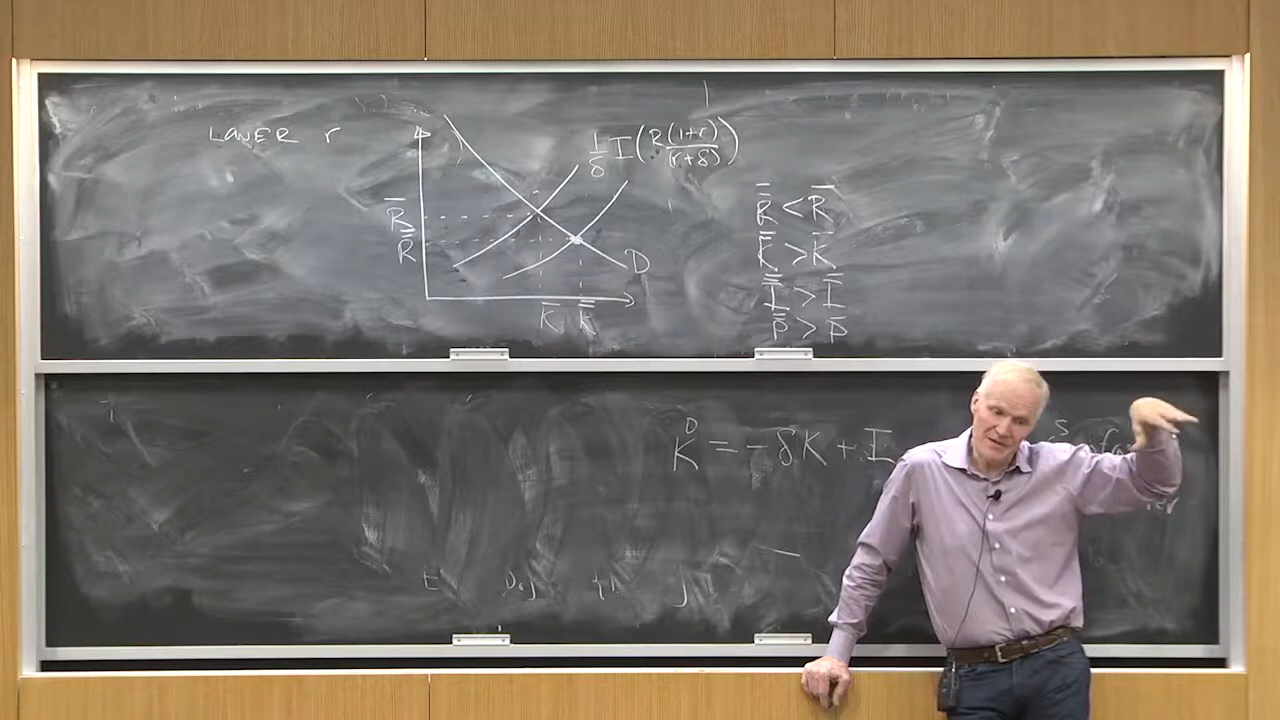 LOWER r
1/δ I(R(1+r)/(r+δ))
R̅
R̿
D
K̅ K̿
R̿ < R̅
K̿ > K̅
I̿ > I̅
P̿ > P̅
K̇ = -δK + I